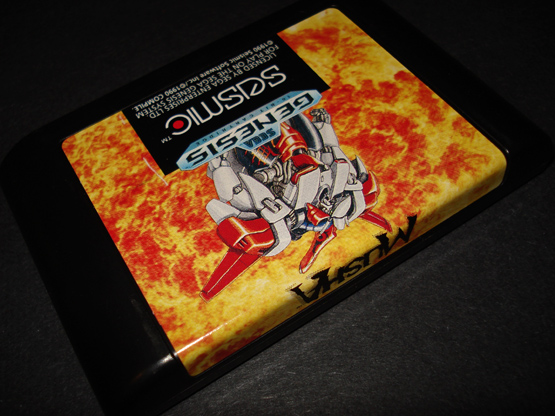 MUSHA
SEGA
GENESIS
seismic
TM
LICENSED BY SEGA ENTERPRISES LTD.
FOR PLAY ON THE SEGA GENESIS SYSTEM
©1990 Seismic Software Inc./©1990 COMPILE